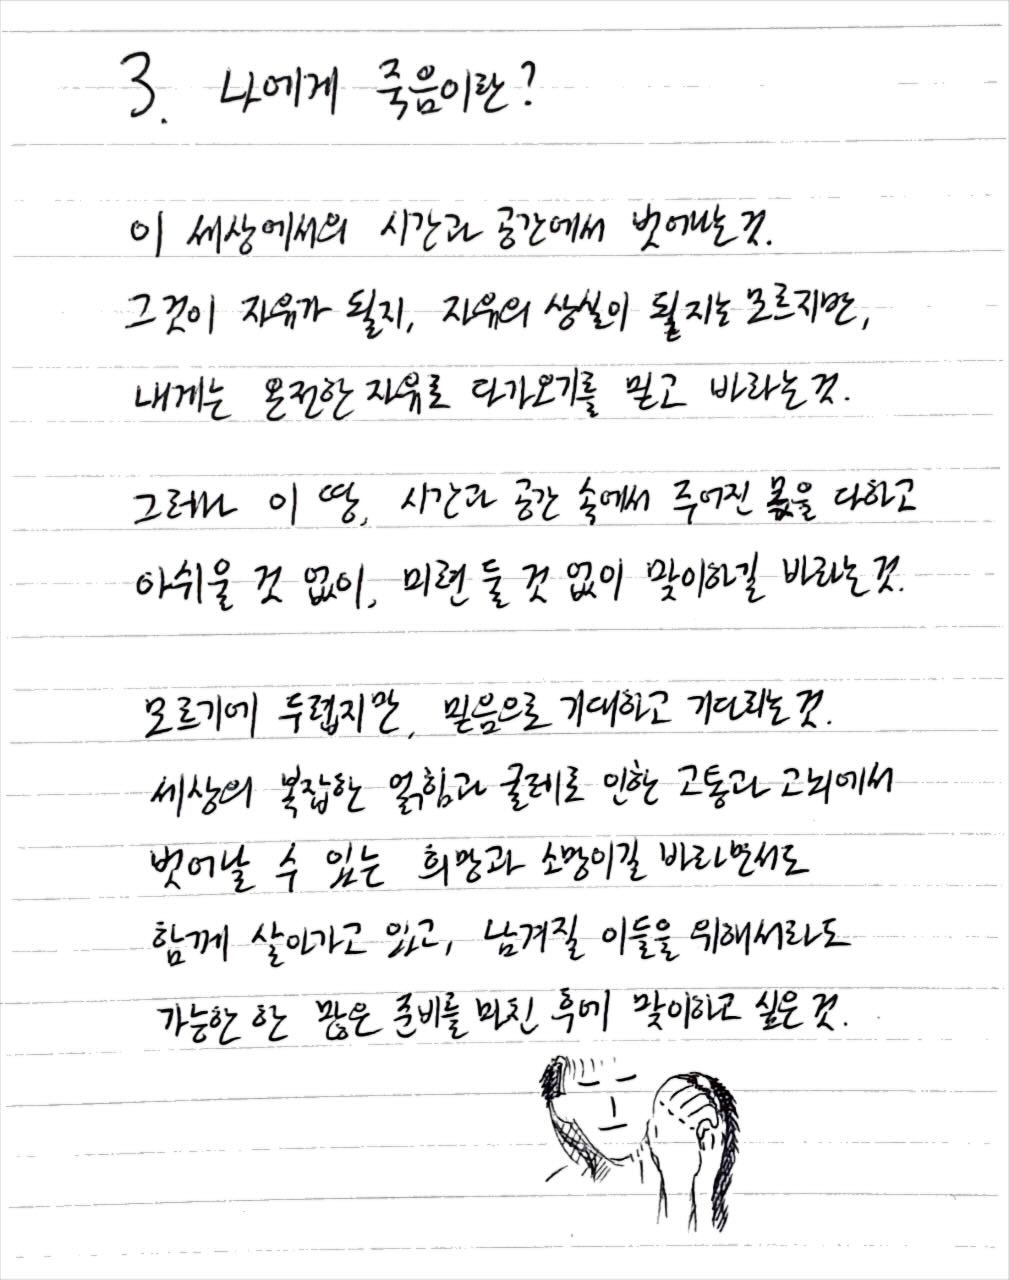 3. 나에게 죽음이란?
이 세상에서의 시간과 공간에서 벗어나는 것.
그것이 자유가 될지, 자유의 상실이 될지는 모르지만,
내게는 온전한 자유로 다가오기를 믿고 바라는 것.
그러나 이 땅, 시간과 공간 속에서 주어진 몫을 다하고
아쉬울 것 없이, 미련 둘 것 없이 맞이하길 바라는 것.
모르기에 두렵지만, 믿음으로 기대하고 기다리는 것.
세상의 복잡한 얽힘과 굴레로 인한 고통과 고뇌에서
벗어날 수 있는 희망과 소망이길 바라면서도
함께 살아가고 있고, 남겨질 이들을 위해서라도
가능한 한 많은 준비를 마친 후에 맞이하고 싶은 것.